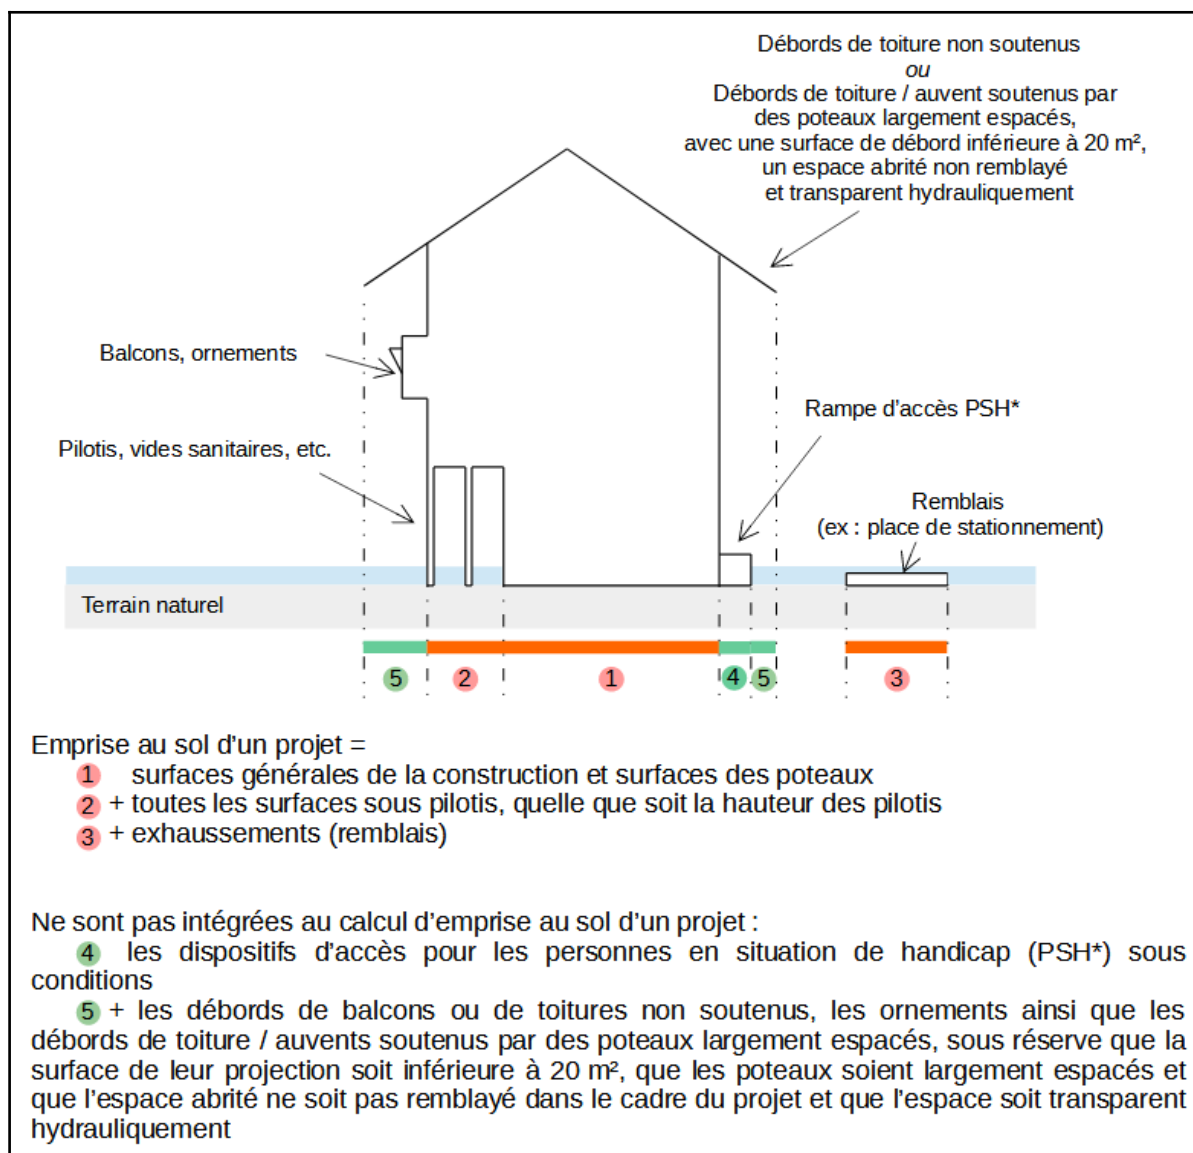 Débords de toiture non soutenus
ou
Débords de toiture / auvent soutenus par
des poteaux largement espacés,
avec une surface de débord inférieure à 20 m²,
un espace abrité non remblayé
et transparent hydrauliquement
Balcons, ornements
Rampe d'accès PSH*
Pilotis, vides sanitaires, etc.
Remblais
(ex : place de stationnement)
Terrain naturel
5 2 1 4 5 3
Emprise au sol d'un projet =
1 surfaces générales de la construction et surfaces des poteaux
2 + toutes les surfaces sous pilotis, quelle que soit la hauteur des pilotis
3 + exhaussements (remblais)
Ne sont pas intégrées au calcul d'emprise au sol d'un projet :
4 les dispositifs d'accès pour les personnes en situation de handicap (PSH*) sous
conditions
5 + les débords de balcons ou de toitures non soutenus, les ornements ainsi que les
débords de toiture / auvents soutenus par des poteaux largement espacés, sous réserve que la
surface de leur projection soit inférieure à 20 m², que les poteaux soient largement espacés et
que l'espace abrité ne soit pas remblayé dans le cadre du projet et que l'espace soit transparent
hydrauliquement